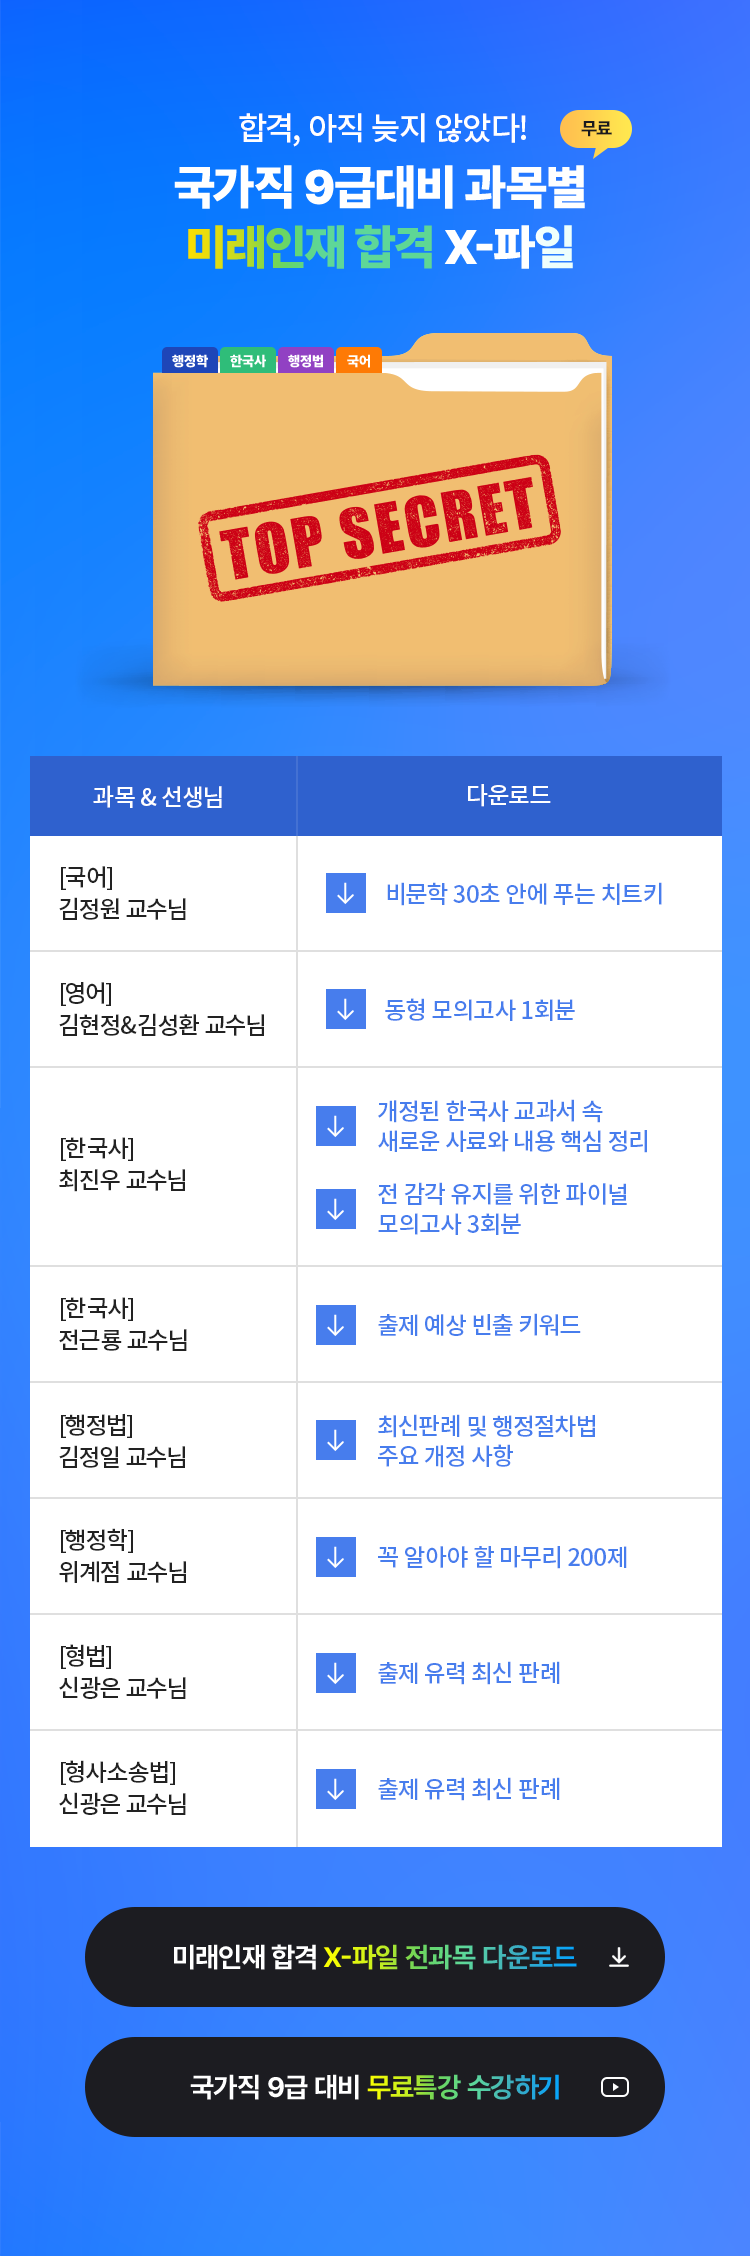 합격, 아직 늦지 않았다!
무료
국가직 9급대비 과목별
미래인재 합격 X-파일
행정학
한국사
행정법
국어
TOP SECRET
과목 & 선생님
다운로드
[국어]
김정원 교수님
비문학 30초 안에 푸는 치트키
[영어]
김현정&김성환 교수님
동형 모의고사 1회분
[한국사]
최진우 교수님
개정된 한국사 교과서 속
새로운 사료와 내용 핵심 정리
전 감각 유지를 위한 파이널
모의고사 3회분
[한국사]
전근룡 교수님
출제 예상 빈출 키워드
[행정법]
김정일 교수님
최신판례 및 행정절차법
주요 개정 사항
[행정학]
위계점 교수님
꼭 알아야 할 마무리 200제
[형법]
신광은 교수님
출제 유력 최신 판례
[형사소송법]
신광은 교수님
출제 유력 최신 판례
미래인재 합격 X-파일 전과목 다운로드
국가직 9급 대비 무료특강 수강하기